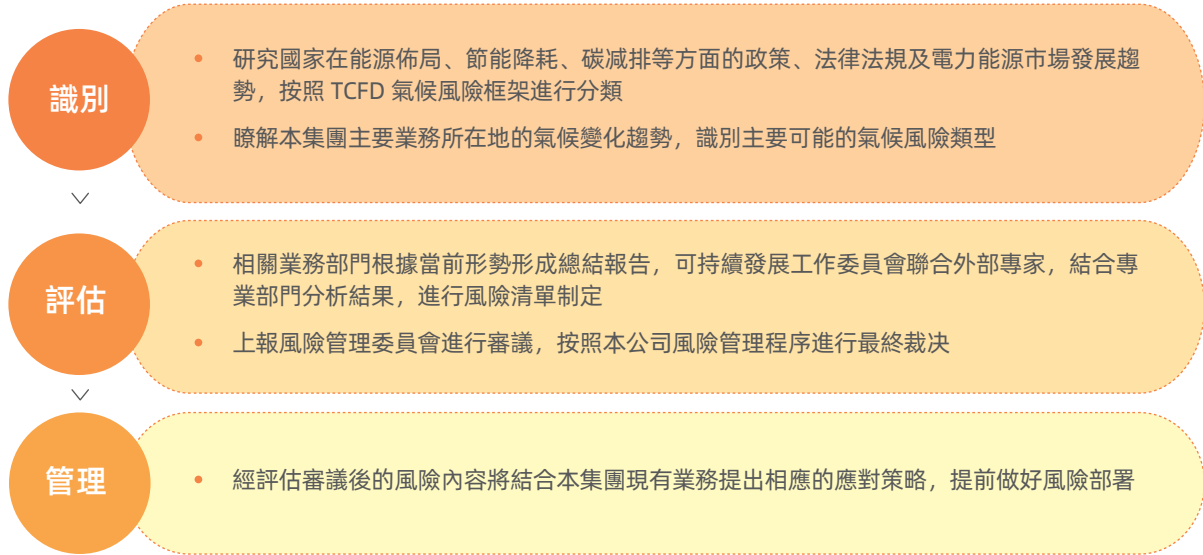 識別
• 研究國家在能源佈局、節能降耗、碳减排等方面的政策、法律法規及電力能源市場發展趨
勢，按照 TCFD 氣候風險框架進行分類
• 瞭解本集團主要業務所在地的氣候變化趨勢，識別主要可能的氣候風險類型
評估
• 相關業務部門根據當前形勢形成總結報告，可持續發展工作委員會聯合外部專家，結合專
業部門分析結果，進行風險清單制定
• 上報風險管理委員會進行審議，按照本公司風險管理程序進行最終裁决
管理
• 經評估審議後的風險內容將結合本集團現有業務提出相應的應對策略，提前做好風險部署